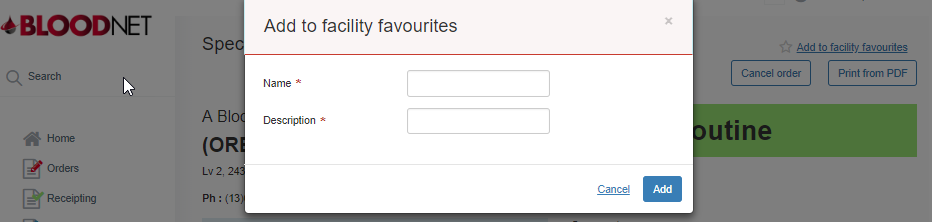 BLOODNET
Search
Home
Orders
Receipting
Spec
A Bloo
(ORE
Lv 2, 243
Ph : (13)
Add to facility favourites
×
Name *
Description *
Cancel
Add
Add to facility favourites
Cancel order
Print from PDF
outine